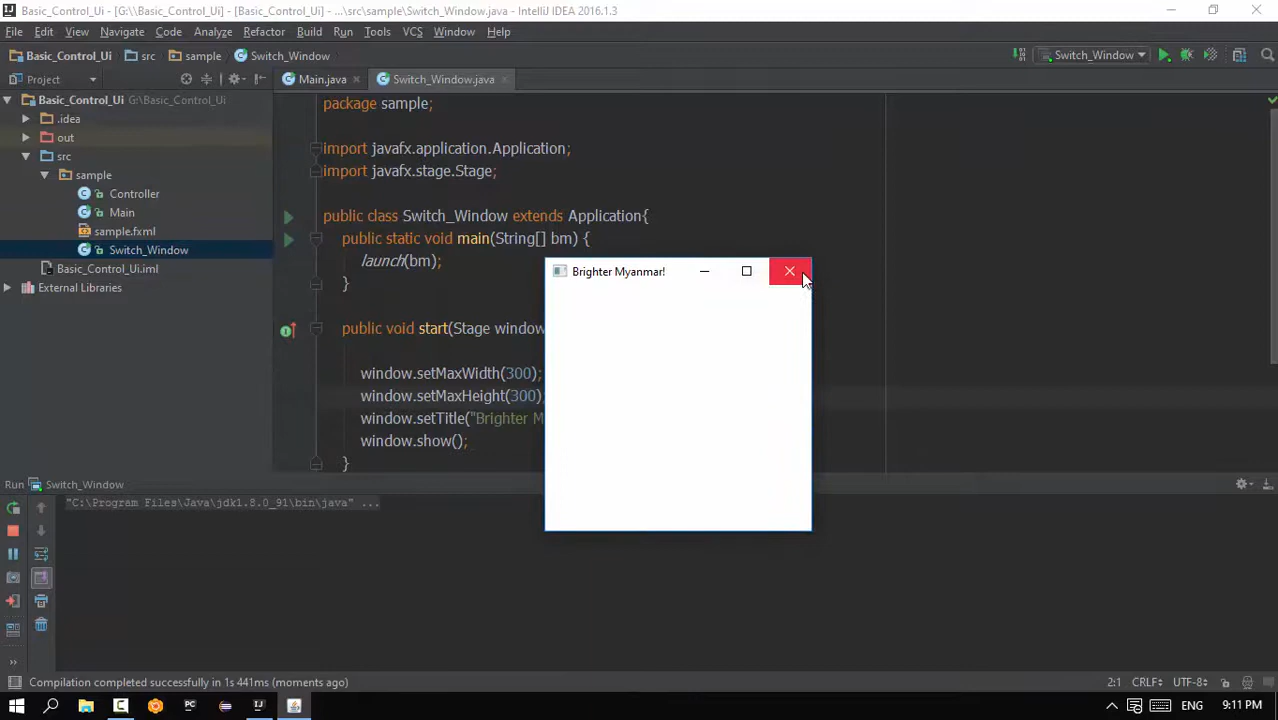 Basic_Control_Ui - [G:\\Basic_Control_Ui] - [Basic_Control_Ui] - ...\src\sample\Switch_Window.java - IntelliJ IDEA 2016.1.3
File Edit View Navigate Code Analyze Refactor Build Run Tools VCS Window Help
Basic_Control_Ui src sample Switch_Window Switch_Window
Project Main.java Switch_Window.java
Basic_Control_Ui G:\Basic_Control_Ui
.idea
out
src
sample
Controller
Main
sample.fxml
Switch_Window
Basic_Control_Ui.iml
External Libraries
package sample;
import javafx.application.Application;
import javafx.stage.Stage;
public class Switch_Window extends Application{
public static void main(String[] bm) {
launch(bm);
}
public void start(Stage window
window.setMaxWidth(300);
window.setMaxHeight(300)
window.setTitle("Brighter M
window.show();
}
Brighter Myanmar!
Run Switch_Window
"C:\Program Files\Java\jdk1.8.0_91\bin\java" ...
Compilation completed successfully in 1s 441ms (moments ago) 2:1 CRLF UTF-8
PC ENG 9:11 PM